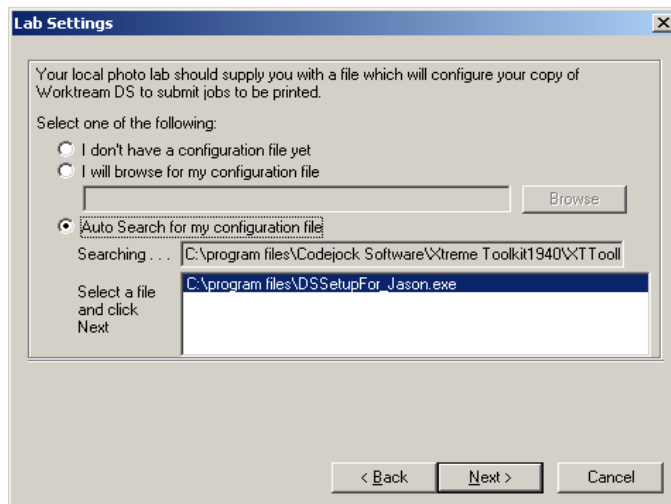 Lab Settings
Your local photo lab should supply you with a file which will configure your copy of
Worktream DS to submit jobs to be printed.
Select one of the following:
I don't have a configuration file yet
I will browse for my configuration file
Browse
Auto Search for my configuration file
Searching . . . C:\program files\Codejock Software\Xtreme Toolkit1940\XTTooll
Select a file
and click
Next
C:\program files\DSSetupFor_Jason.exe
< Back Next > Cancel